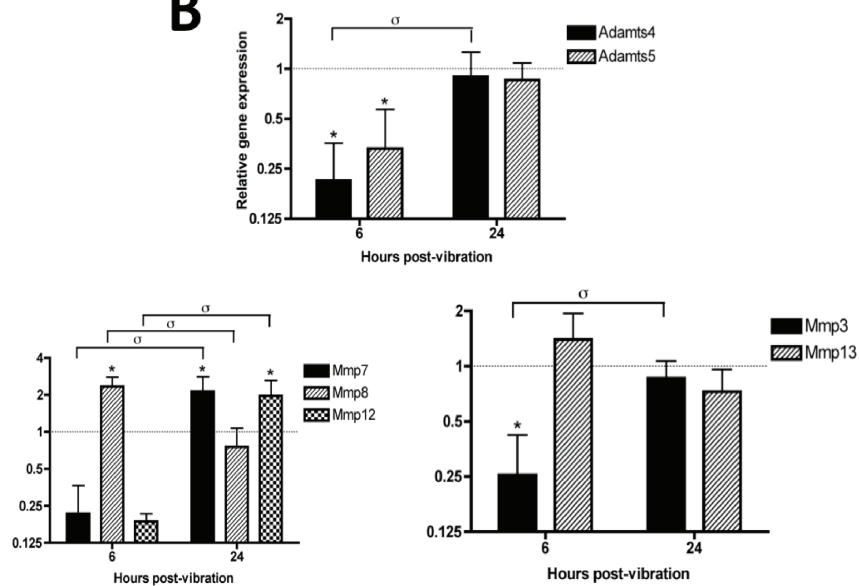 B
Relative gene expression
2
1
0.5
0.25
0.125
σ
*
*
6
24
Hours post-vibration
Adamts4
Adamts5
4
2
1
0.5
0.25
0.125
σ
σ
σ
*
*
*
6
24
Hours post-vibration
Mmp7
Mmp8
Mmp12
2
1
0.5
0.25
0.125
σ
*
6
24
Hours post-vibration
Mmp3
Mmp13